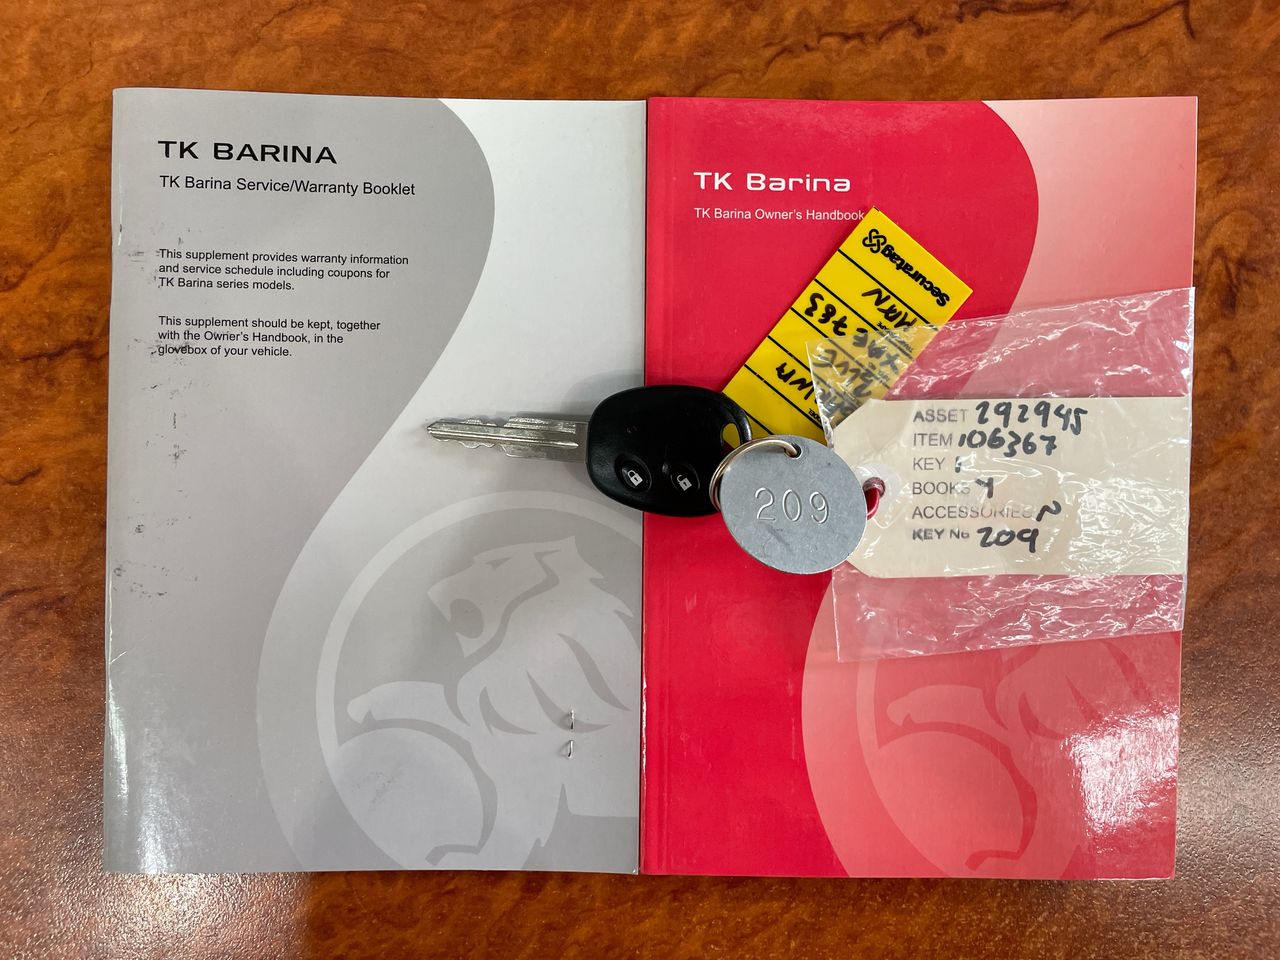 TK BARINA
TK Barina Service/Warranty Booklet
This supplement provides warranty information
and service schedule including coupons for
TK Barina series models.
This supplement should be kept, together
with the Owner's Handbook, in the
glovebox of your vehicle.
TK Barina
TK Barina Owner's Handbook
Securatag
209
ASSET 292945
ITEM 106367
KEY 1
BOOKS Y
ACCESSORIES N
KEY No 209